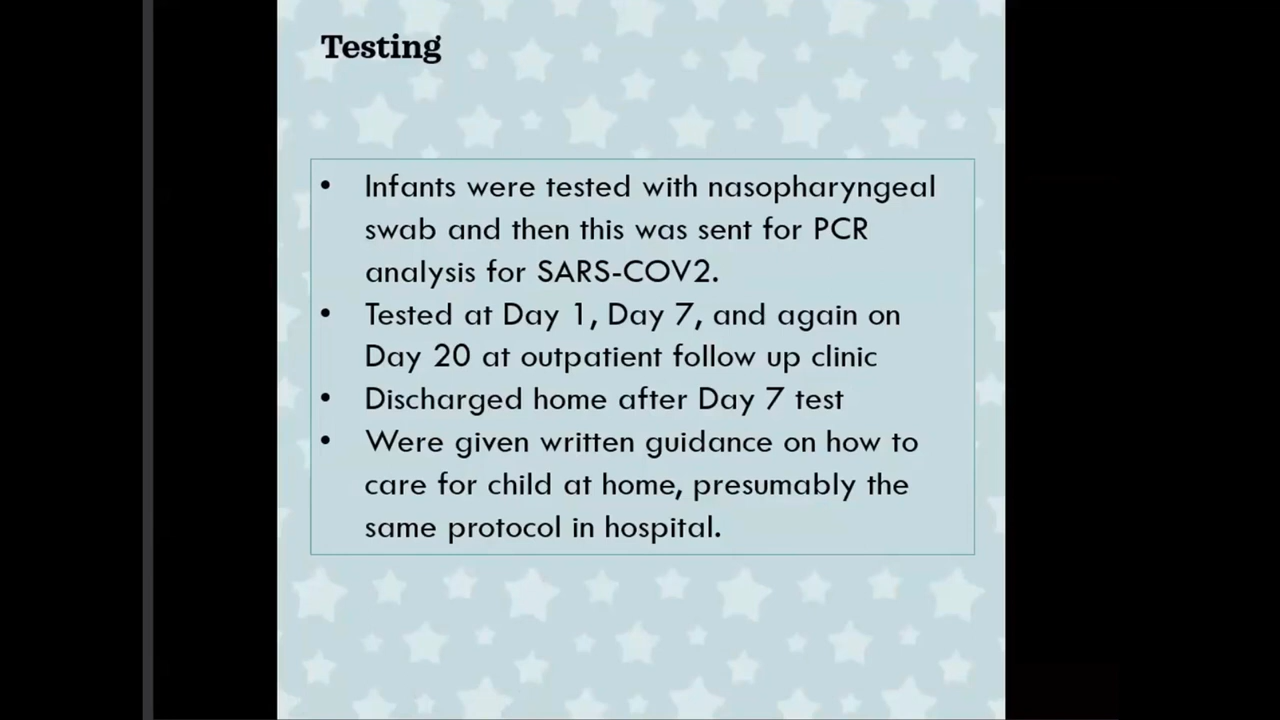 Testing
• Infants were tested with nasopharyngeal
swab and then this was sent for PCR
analysis for SARS-COV2.
• Tested at Day 1, Day 7, and again on
Day 20 at outpatient follow up clinic
• Discharged home after Day 7 test
• Were given written guidance on how to
care for child at home, presumably the
same protocol in hospital.